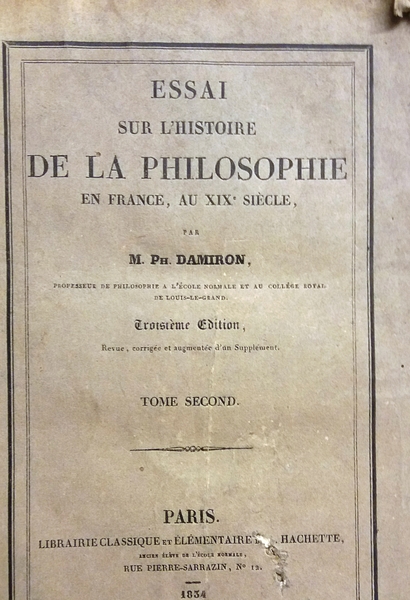 ESSAI
SUR L'HISTOIRE
DE LA PHILOSOPHIE
EN FRANCE, AU XIXᵉ SIÈCLE,
PAR
M. PH. DAMIRON,
PROFESSEUR DE PHILOSOPHIE A L'ÉCOLE NORMALE ET AU COLLÉGE ROYAL
DE LOUIS-LE-GRAND.
Troisième Edition,
Revue, corrigée et augmentée d'un Supplément.
TOME SECOND.
PARIS.
LIBRAIRIE CLASSIQUE ET ÉLÉMENTAIRE HACHETTE,
ANCIEN ÉLÈVE DE L'ÉCOLE NORMALE,
RUE PIERRE-SARRAZIN, Nº 12.
1834